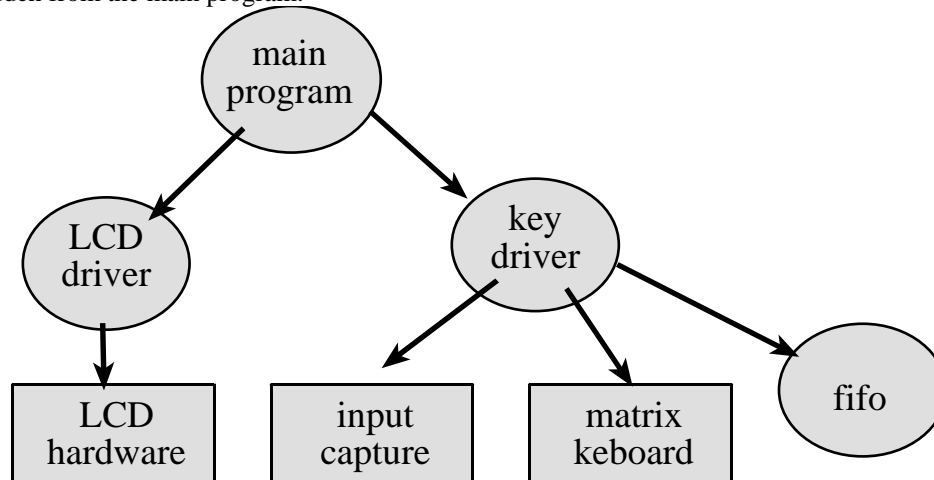 main
program
LCD
driver
key
driver
fifo
LCD
hardware
input
capture
matrix
keboard